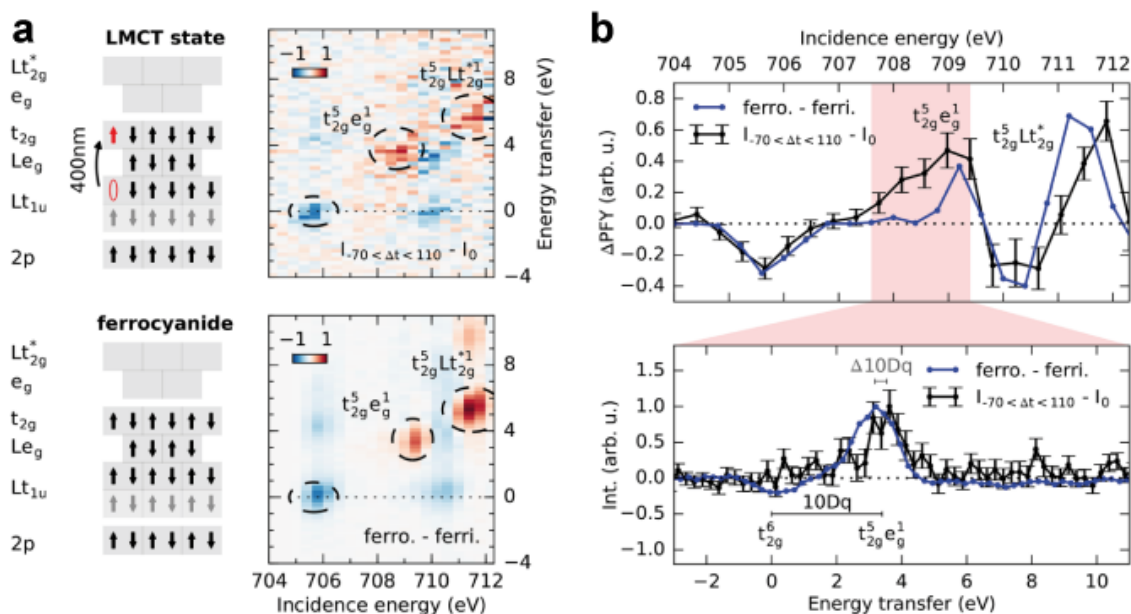 a
LMCT state
Lt*2g
eg
t2g
Leg
Lt1u
2p
400nm
−1 1
t⁵2g Lt*¹2g
t⁵2g e¹g
I-70 < Δt < 110 - I0
8
4
0
−4
Energy transfer (eV)
ferrocyanide
Lt*2g
eg
t2g
Leg
Lt1u
2p
−1 1
t⁵2g Lt*¹2g
t⁵2g e¹g
ferro. - ferri.
8
4
0
−4
704 706 708 710 712
Incidence energy (eV)
b
Incidence energy (eV)
704 705 706 707 708 709 710 711 712
ferro. - ferri.
I-70 < Δt < 110 - I0
t⁵2g e¹g
t⁵2g Lt*2g
0.8
0.6
0.4
0.2
0.0
−0.2
−0.4
ΔPFY (arb. u.)
Δ10Dq
ferro. - ferri.
I-70 < Δt < 110 - I0
1.5
1.0
0.5
0.0
−0.5
−1.0
Int. (arb. u.)
10Dq
t⁶2g
t⁵2g e¹g
−2 0 2 4 6 8 10
Energy transfer (eV)